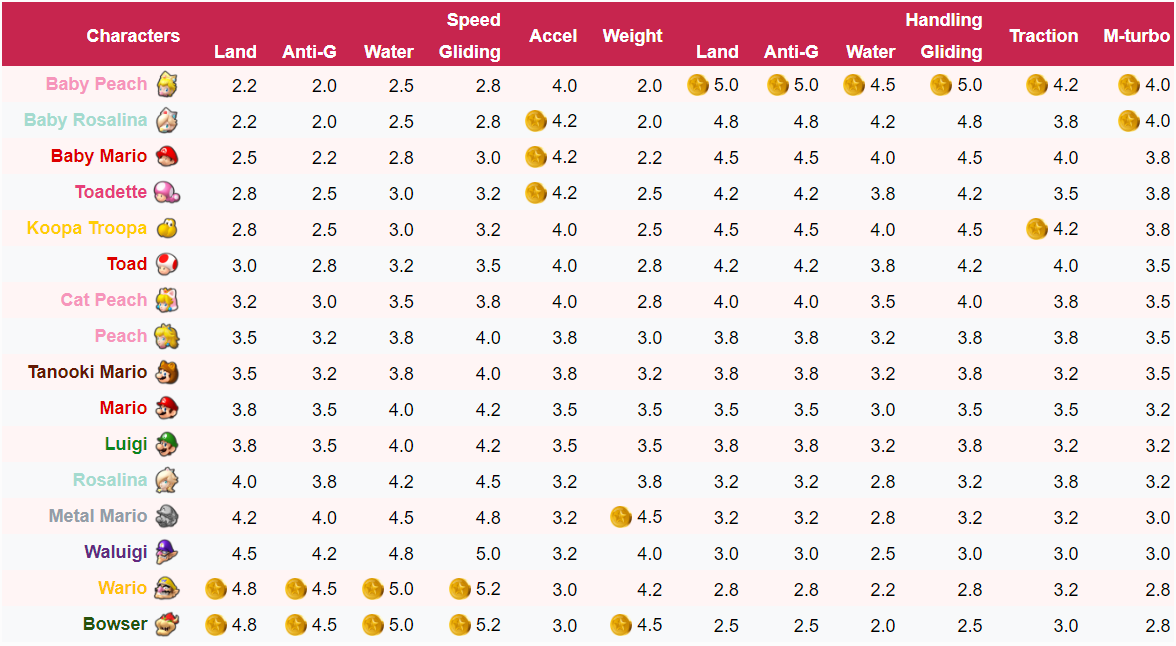 Characters Land Anti-G Water Speed Gliding Accel Weight Land Anti-G Water Handling Gliding Traction M-turbo
Baby Peach 2.2 2.0 2.5 2.8 4.0 2.0 5.0 5.0 4.5 5.0 4.2 4.0
Baby Rosalina 2.2 2.0 2.5 2.8 4.2 2.0 4.8 4.8 4.2 4.8 3.8 4.0
Baby Mario 2.5 2.2 2.8 3.0 4.2 2.2 4.5 4.5 4.0 4.5 4.0 3.8
Toadette 2.8 2.5 3.0 3.2 4.2 2.5 4.2 4.2 3.8 4.2 3.5 3.8
Koopa Troopa 2.8 2.5 3.0 3.2 4.0 2.5 4.5 4.5 4.0 4.5 4.2 3.8
Toad 3.0 2.8 3.2 3.5 4.0 2.8 4.2 4.2 3.8 4.2 4.0 3.5
Cat Peach 3.2 3.0 3.5 3.8 4.0 2.8 4.0 4.0 3.5 4.0 3.8 3.5
Peach 3.5 3.2 3.8 4.0 3.8 3.0 3.8 3.8 3.2 3.8 3.8 3.5
Tanooki Mario 3.5 3.2 3.8 4.0 3.8 3.2 3.8 3.8 3.2 3.8 3.2 3.5
Mario 3.8 3.5 4.0 4.2 3.5 3.5 3.5 3.5 3.0 3.5 3.5 3.2
Luigi 3.8 3.5 4.0 4.2 3.5 3.5 3.8 3.8 3.2 3.8 3.2 3.2
Rosalina 4.0 3.8 4.2 4.5 3.2 3.8 3.2 3.2 2.8 3.2 3.8 3.2
Metal Mario 4.2 4.0 4.5 4.8 3.2 4.5 3.2 3.2 2.8 3.2 3.2 3.0
Waluigi 4.5 4.2 4.8 5.0 3.2 4.0 3.0 3.0 2.5 3.0 3.0 3.0
Wario 4.8 4.5 5.0 5.2 3.0 4.2 2.8 2.8 2.2 2.8 3.2 2.8
Bowser 4.8 4.5 5.0 5.2 3.0 4.5 2.5 2.5 2.0 2.5 3.0 2.8